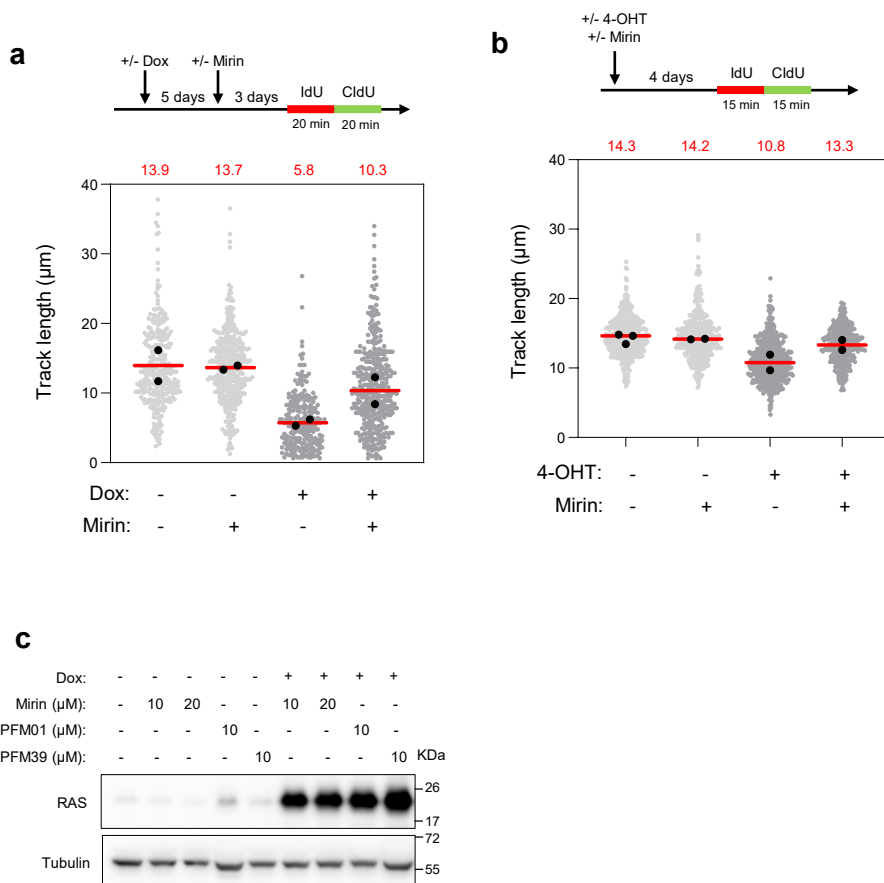 a
+/- Dox +/- Mirin
5 days 3 days IdU CldU
20 min 20 min
13.9 13.7 5.8 10.3
Track length (μm)
40
30
20
10
0
Dox: - - + +
Mirin: - + - +
b
+/- 4-OHT
+/- Mirin
4 days IdU CldU
15 min 15 min
14.3 14.2 10.8 13.3
Track length (μm)
40
30
20
10
0
4-OHT: - - + +
Mirin: - + - +
c
Dox: - - - - - + + + +
Mirin (μM): - 10 20 - - 10 20 - -
PFM01 (μM): - - - 10 - - - 10 -
PFM39 (μM): - - - - 10 - - - 10 KDa
RAS
26
17
Tubulin
72
55